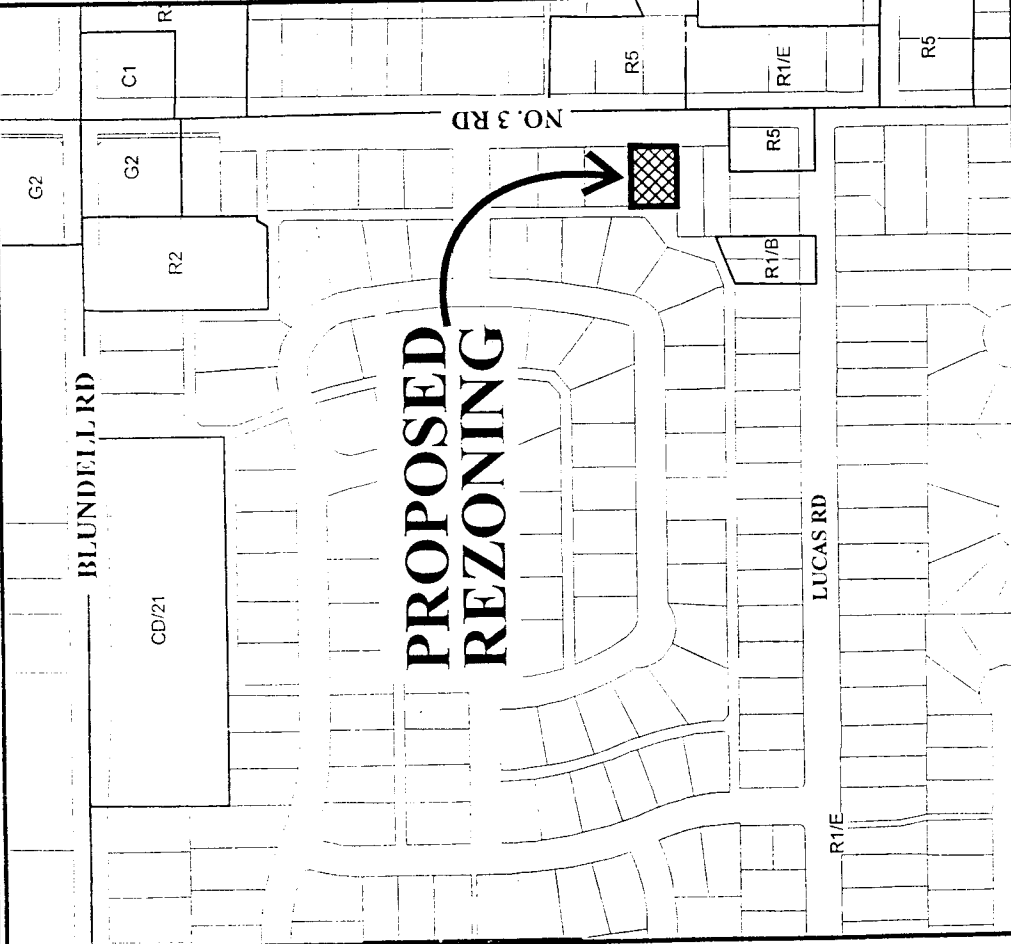 R
C1
R5
R1/E
R5
NO. 3 RD
G2
G2
R5
R2
R1/B
BLUNDELL RD
PROPOSED
REZONING
CD/21
LUCAS RD
R1/E